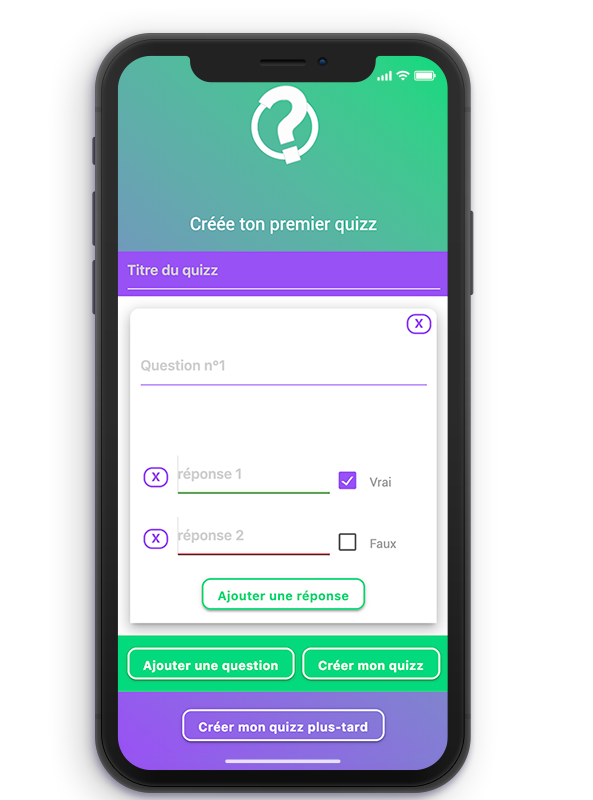 ?
Créée ton premier quizz
Titre du quizz
X
Question n°1
X réponse 1 Vrai
X réponse 2 Faux
Ajouter une réponse
Ajouter une question Créer mon quizz
Créer mon quizz plus-tard